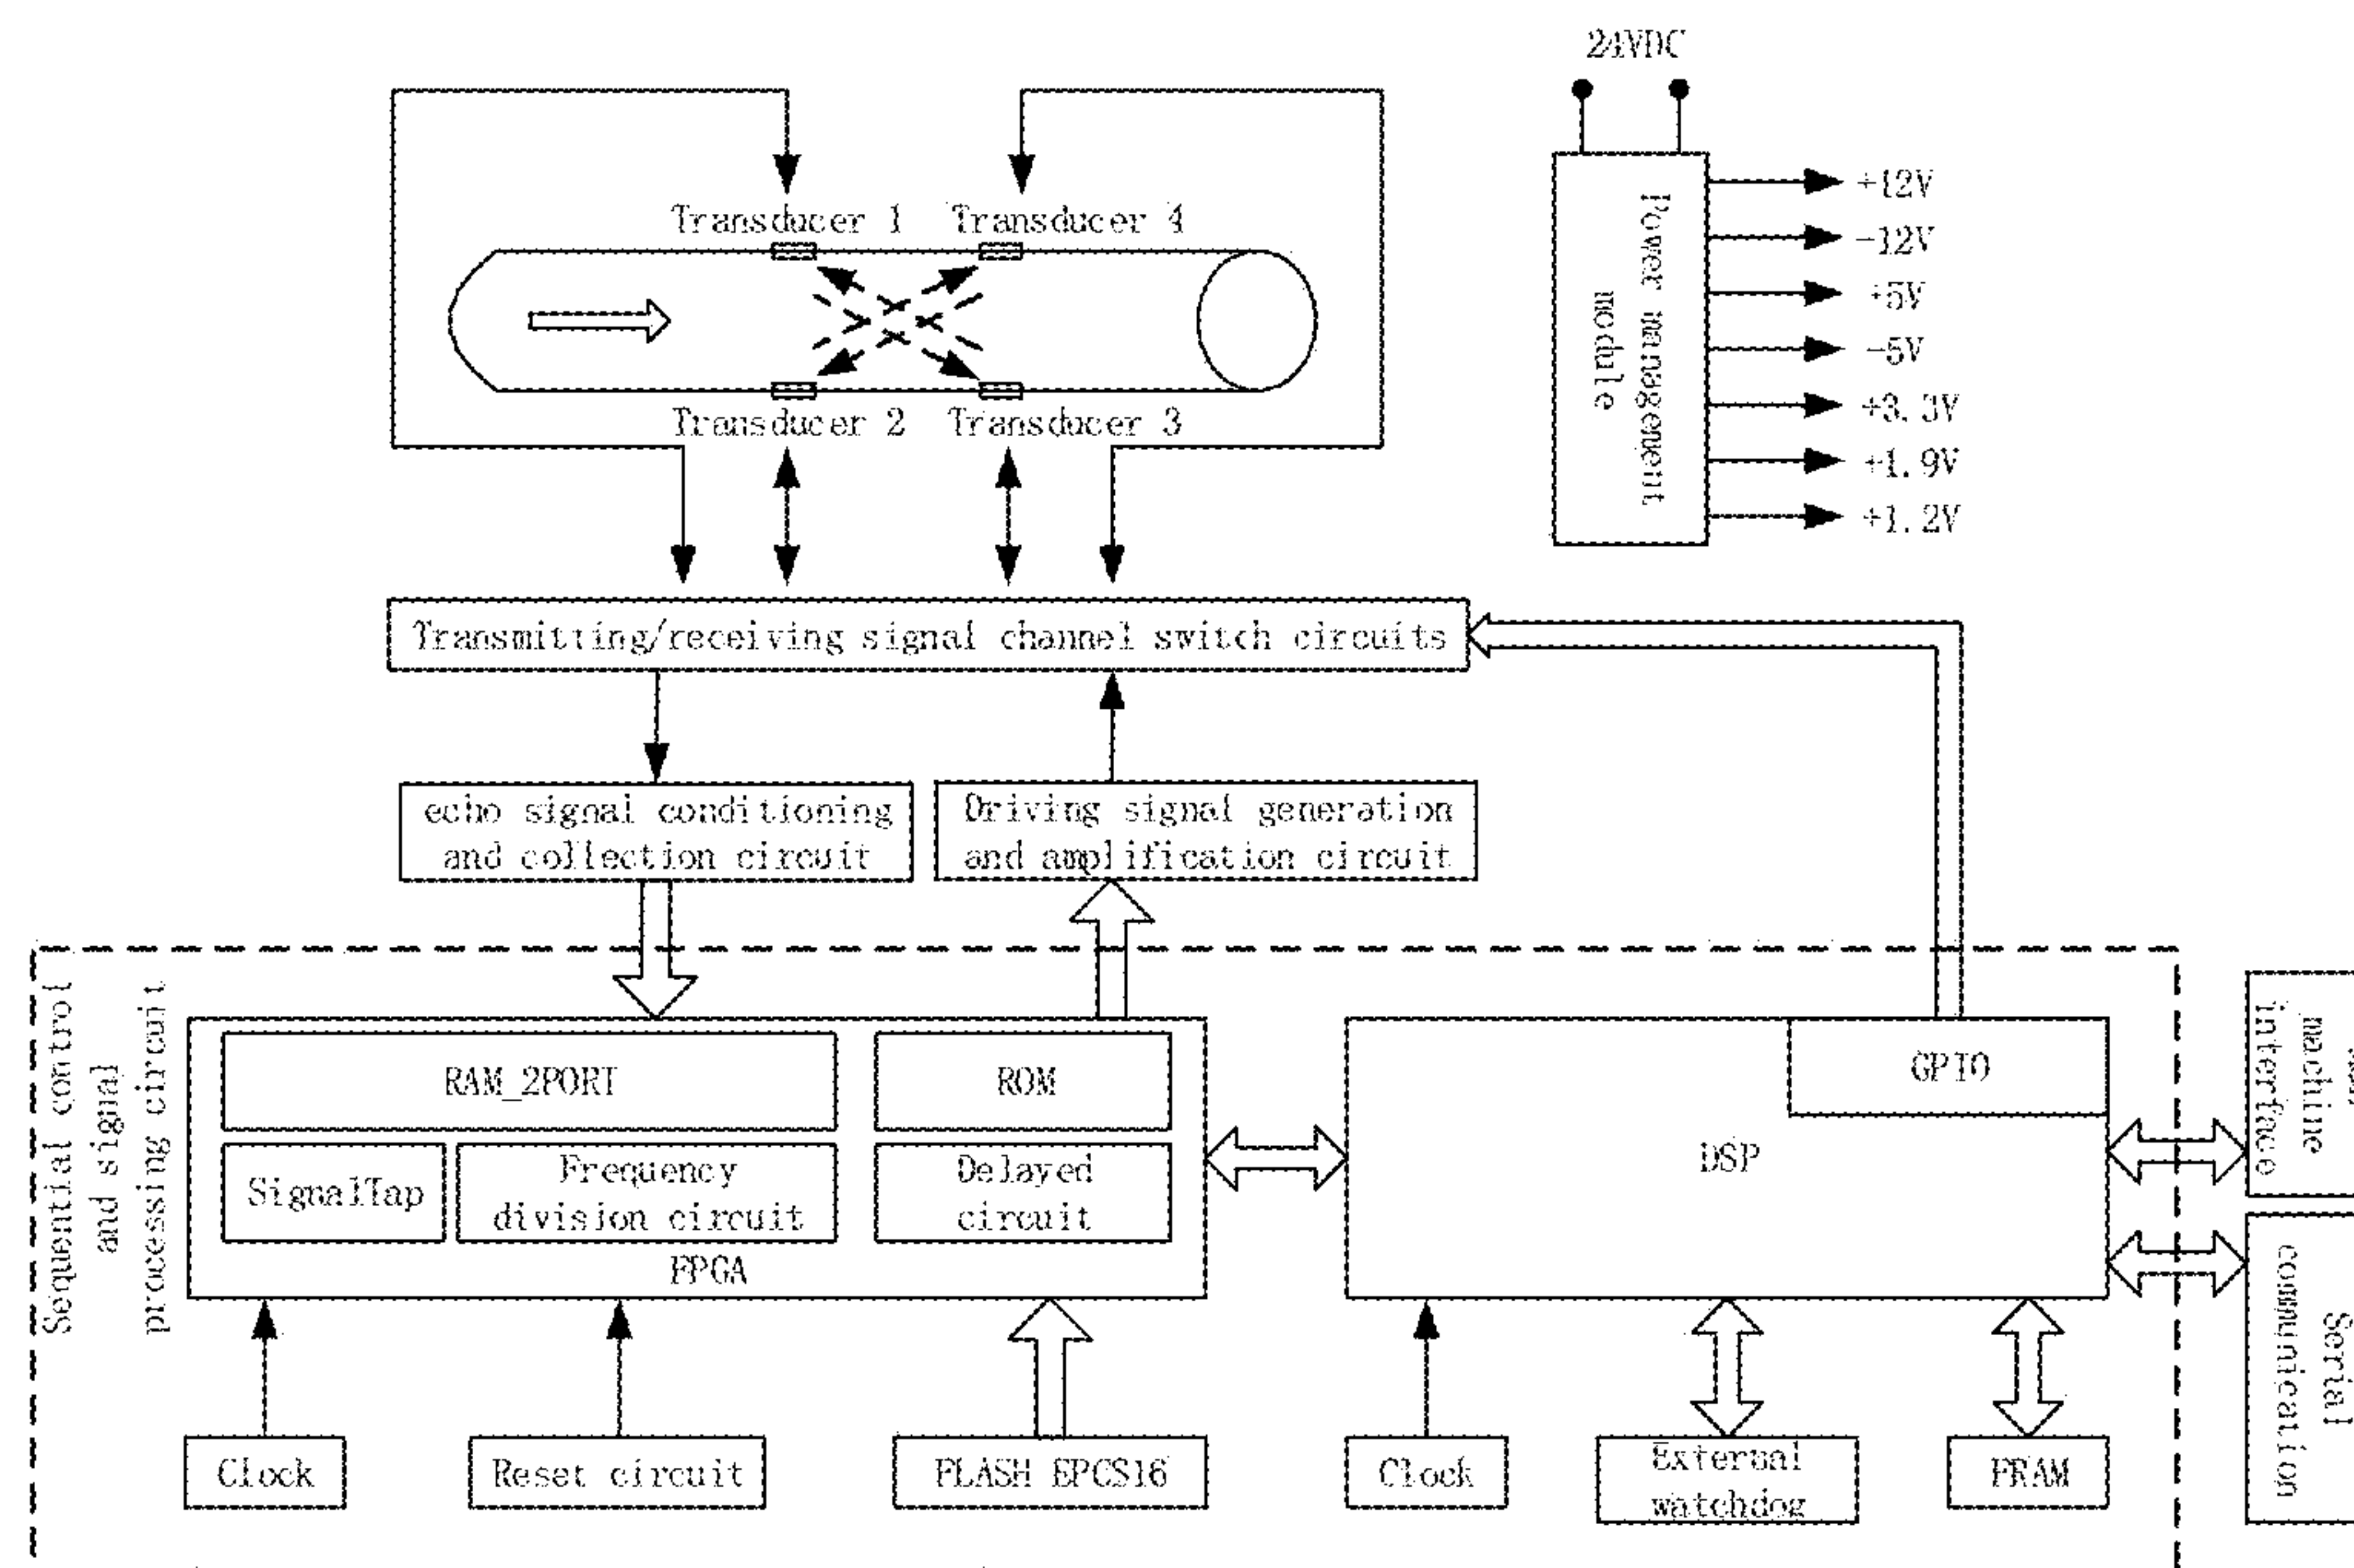 24VDC
+12V
-12V
+5V
-5V
+3.3V
+1.9V
+1.2V
Power management
module
Transducer 1
Transducer 4
Transducer 2
Transducer 3
Transmitting/receiving signal channel switch circuits
echo signal conditioning
and collection circuit
Driving signal generation
and amplification circuit
Sequential control
and signal
processing circuit
RAM_2PORT
ROM
SignalTap
Frequency
division circuit
Delayed
circuit
FPGA
GPIO
DSP
machine
interface
Serial
communication
Clock
Reset circuit
FLASH EPCS16
Clock
External
watchdog
FRAM